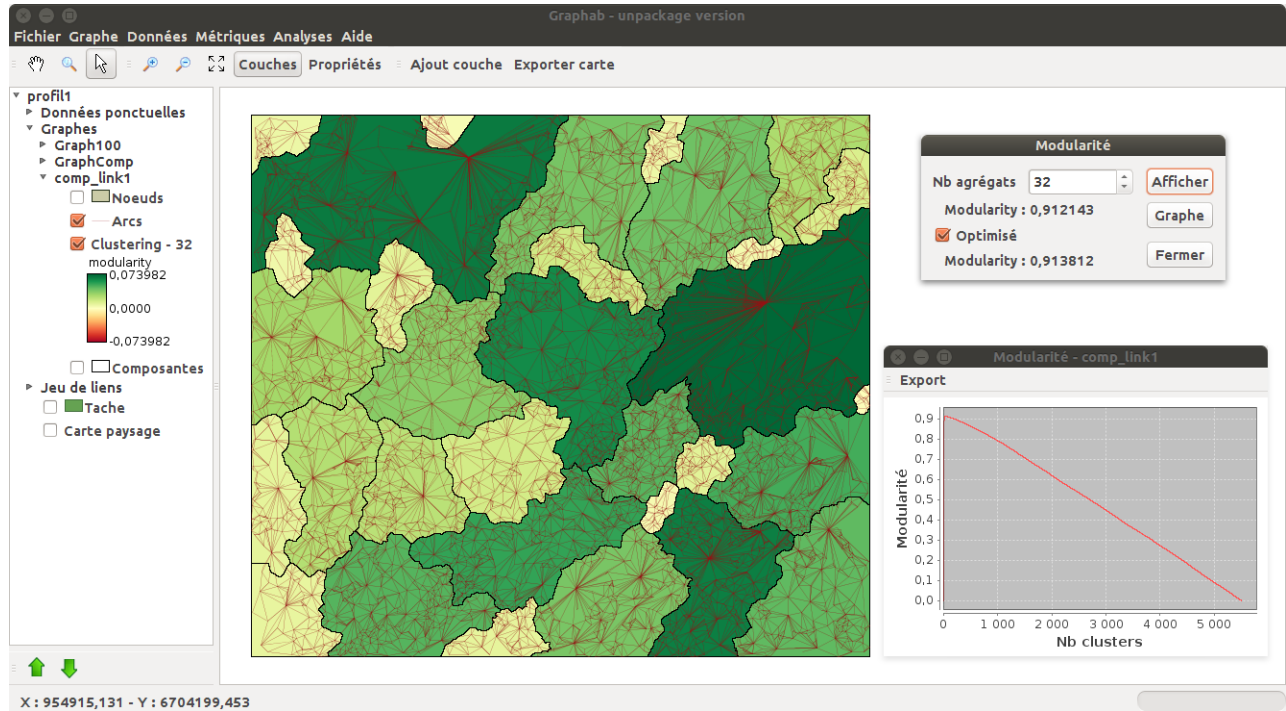 Graphab - unpackage version
Fichier Graphe Données Métriques Analyses Aide
Couches Propriétés Ajout couche Exporter carte
profil1
Données ponctuelles
Graphes
Graph100
GraphComp
comp_link1
Noeuds
Arcs
Clustering - 32
modularity
0,073982
0,0000
-0,073982
Composantes
Jeu de liens
Tache
Carte paysage
Modularité
Nb agrégats 32 Afficher
Modularity : 0,912143
Graphe
Optimisé
Modularity : 0,913812
Fermer
Modularité - comp_link1
Export
Modularité
0,9
0,8
0,7
0,6
0,5
0,4
0,3
0,2
0,1
0,0
0 1 000 2 000 3 000 4 000 5 000
Nb clusters
X : 954915,131 - Y : 6704199,453